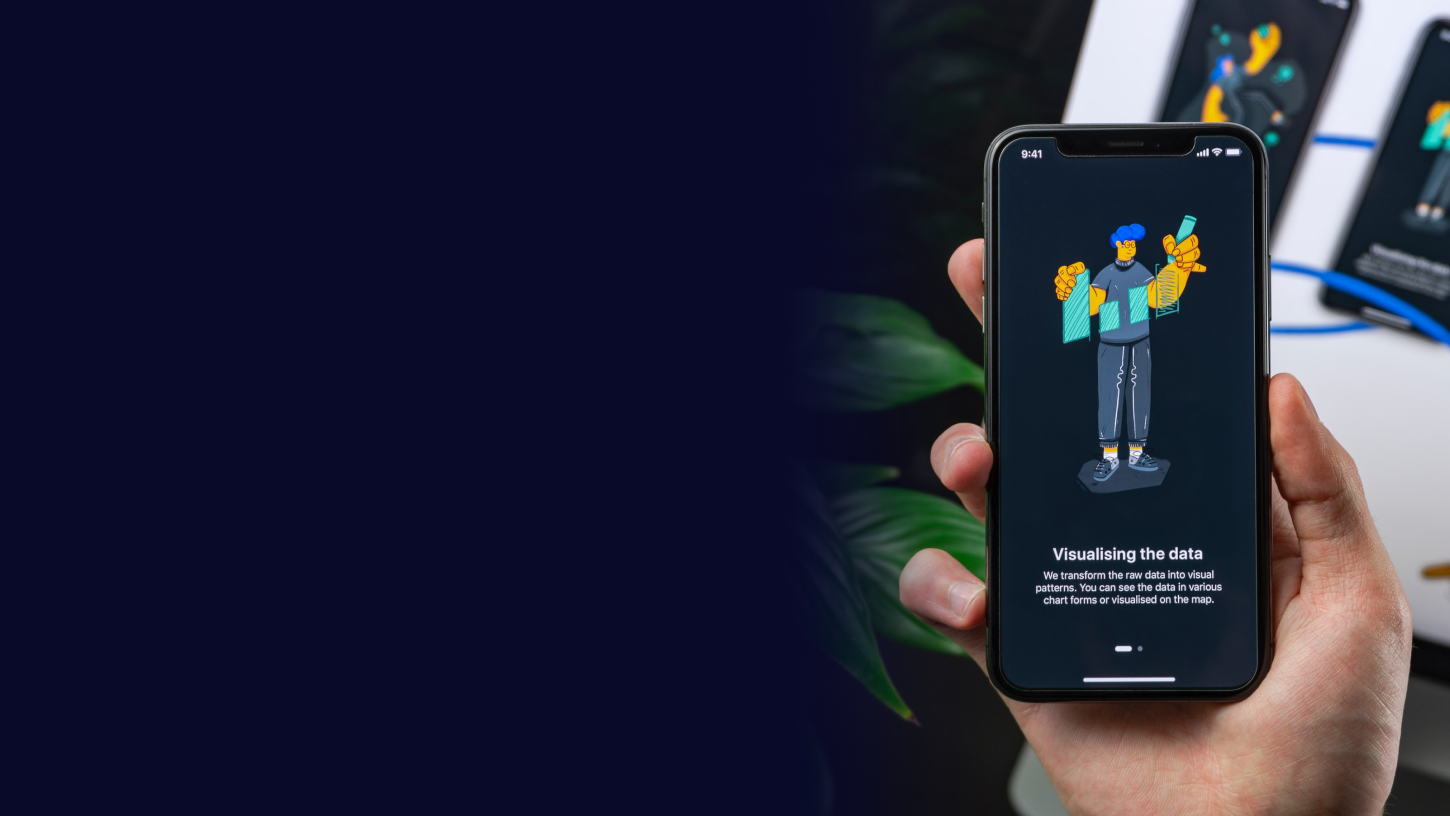 9:41
Visualising the data
We transform the raw data into visual
patterns. You can see the data in various
chart forms or visualised on the map.